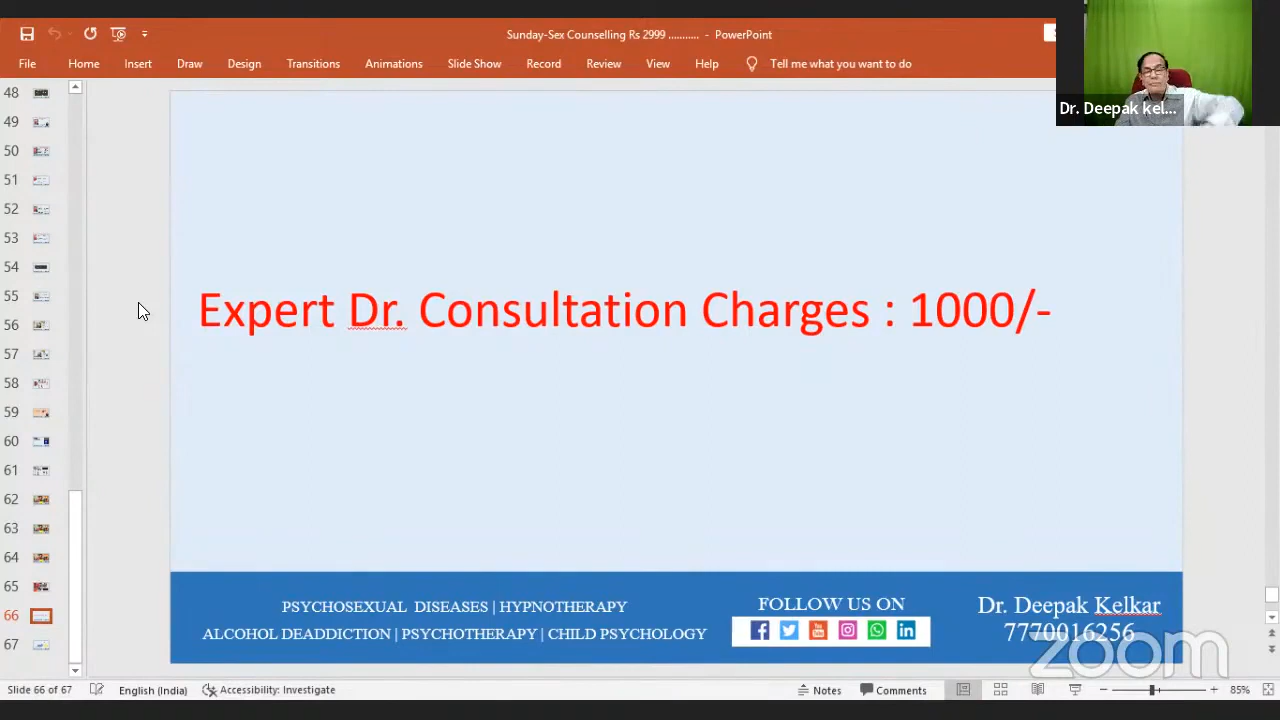 Sunday-Sex Counselling Rs 2999 ........... - PowerPoint
File Home Insert Draw Design Transitions Animations Slide Show Record Review View Help Tell me what you want to do
Dr. Deepak kel...
48
49
50
51
52
53
54
55
56
57
58
59
60
61
62
63
64
65
66
67
Expert Dr. Consultation Charges : 1000/-
PSYCHOSEXUAL DISEASES | HYPNOTHERAPY
ALCOHOL DEADDICTION | PSYCHOTHERAPY | CHILD PSYCHOLOGY
FOLLOW US ON
Dr. Deepak Kelkar
7770016256
zoom
Slide 66 of 67 English (India) Accessibility: Investigate Notes Comments 85%